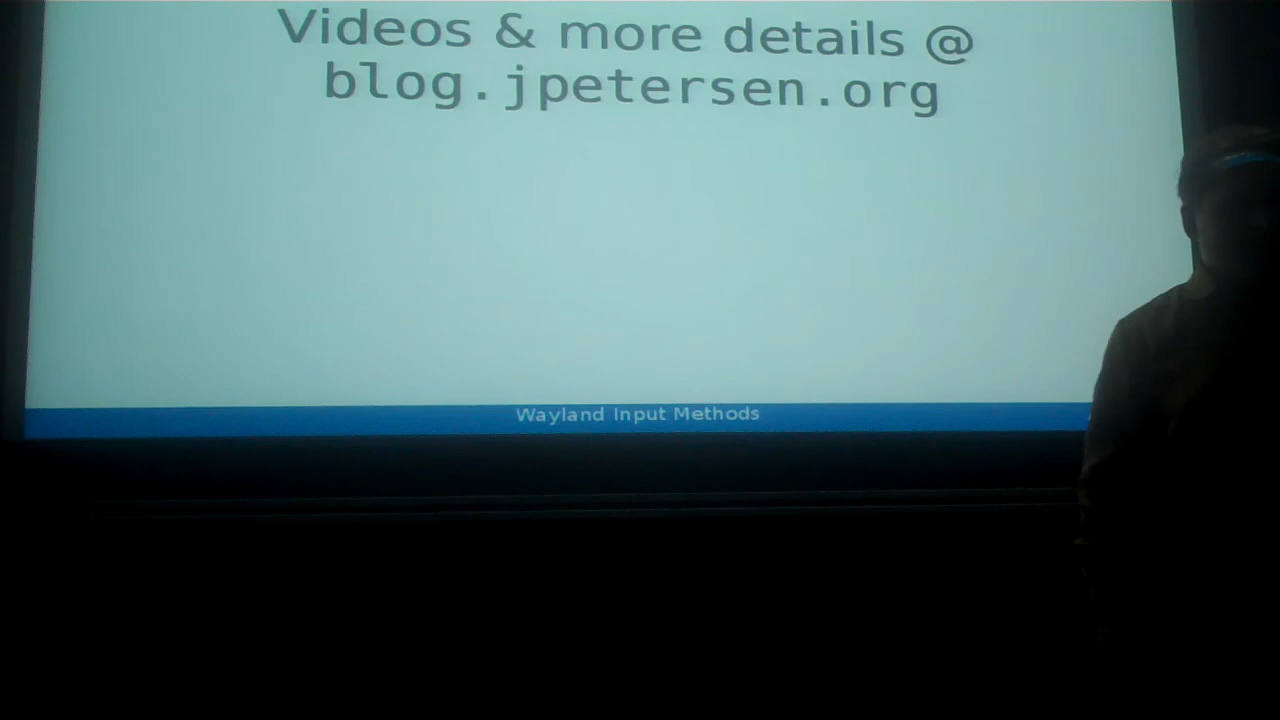 Videos & more details @
blog.jpetersen.org
Wayland Input Methods